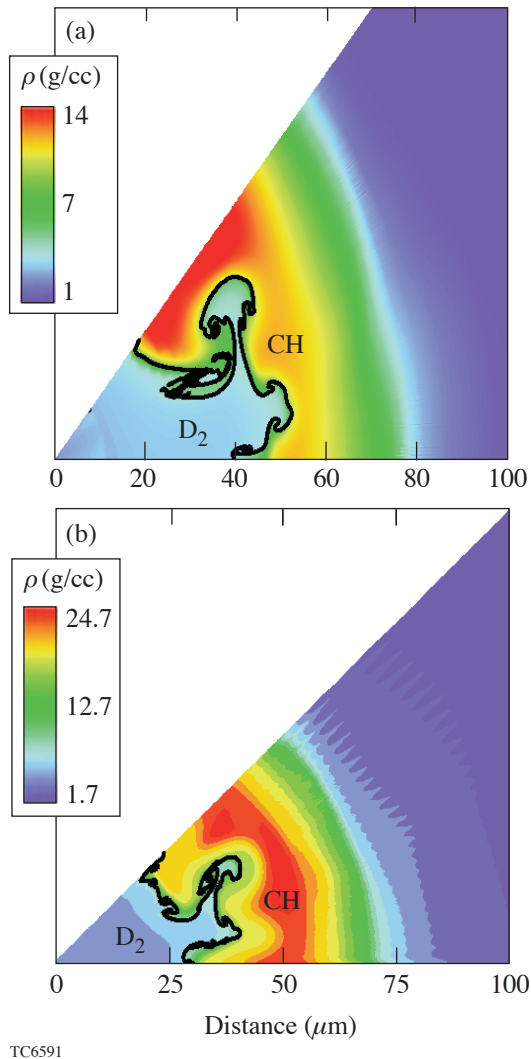 (a)
ρ (g/cc)
14
7
1
CH
D₂
0 20 40 60 80 100
(b)
ρ (g/cc)
24.7
12.7
1.7
CH
D₂
0 25 50 75 100
Distance (μm)
TC6591